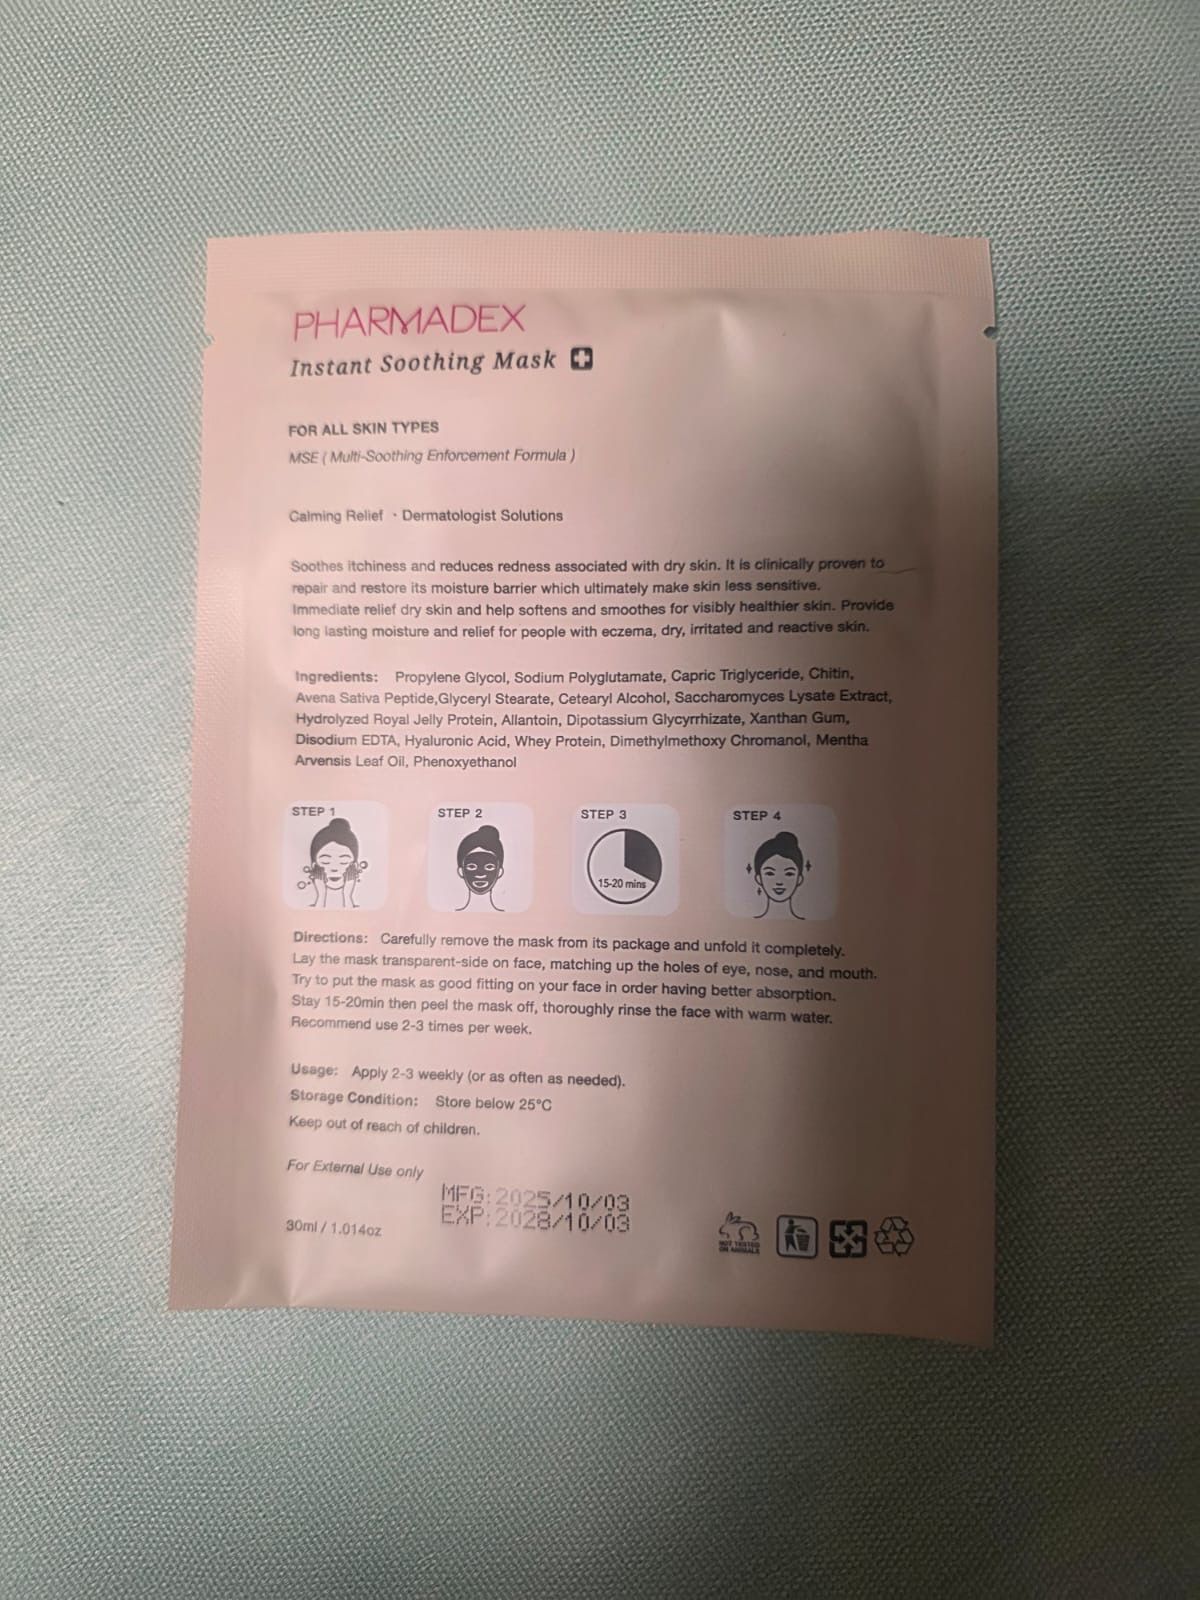 PHARMADEX
Instant Soothing Mask
FOR ALL SKIN TYPES
MSE ( Multi-Soothing Enforcement Formula )
Calming Relief · Dermatologist Solutions
Soothes itchiness and reduces redness associated with dry skin. It is clinically proven to
repair and restore its moisture barrier which ultimately make skin less sensitive.
Immediate relief dry skin and help softens and smoothes for visibly healthier skin. Provide
long lasting moisture and relief for people with eczema, dry, irritated and reactive skin.
Ingredients: Propylene Glycol, Sodium Polyglutamate, Capric Triglyceride, Chitin,
Avena Sativa Peptide,Glyceryl Stearate, Cetearyl Alcohol, Saccharomyces Lysate Extract,
Hydrolyzed Royal Jelly Protein, Allantoin, Dipotassium Glycyrrhizate, Xanthan Gum,
Disodium EDTA, Hyaluronic Acid, Whey Protein, Dimethylmethoxy Chromanol, Mentha
Arvensis Leaf Oil, Phenoxyethanol
STEP 1 STEP 2 STEP 3 STEP 4
15-20 mins
Directions: Carefully remove the mask from its package and unfold it completely.
Lay the mask transparent-side on face, matching up the holes of eye, nose, and mouth.
Try to put the mask as good fitting on your face in order having better absorption.
Stay 15-20min then peel the mask off, thoroughly rinse the face with warm water.
Recommend use 2-3 times per week.
Usage: Apply 2-3 weekly (or as often as needed).
Storage Condition: Store below 25°C
Keep out of reach of children.
For External Use only
MFG:2025/10/03
EXP:2028/10/03
30ml / 1.014oz
NOT TESTED
ON ANIMALS